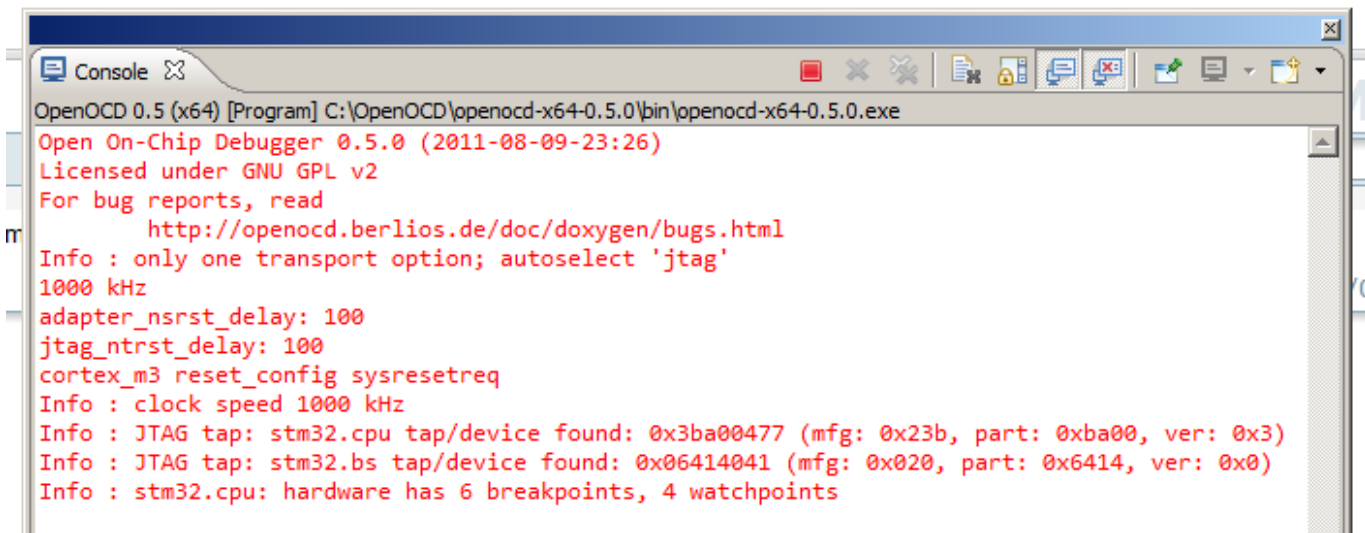 Console
OpenOCD 0.5 (x64) [Program] C:\OpenOCD\openocd-x64-0.5.0\bin\openocd-x64-0.5.0.exe
Open On-Chip Debugger 0.5.0 (2011-08-09-23:26)
Licensed under GNU GPL v2
For bug reports, read
http://openocd.berlios.de/doc/doxygen/bugs.html
Info : only one transport option; autoselect 'jtag'
1000 kHz
adapter_nsrst_delay: 100
jtag_ntrst_delay: 100
cortex_m3 reset_config sysresetreq
Info : clock speed 1000 kHz
Info : JTAG tap: stm32.cpu tap/device found: 0x3ba00477 (mfg: 0x23b, part: 0xba00, ver: 0x3)
Info : JTAG tap: stm32.bs tap/device found: 0x06414041 (mfg: 0x020, part: 0x6414, ver: 0x0)
Info : stm32.cpu: hardware has 6 breakpoints, 4 watchpoints